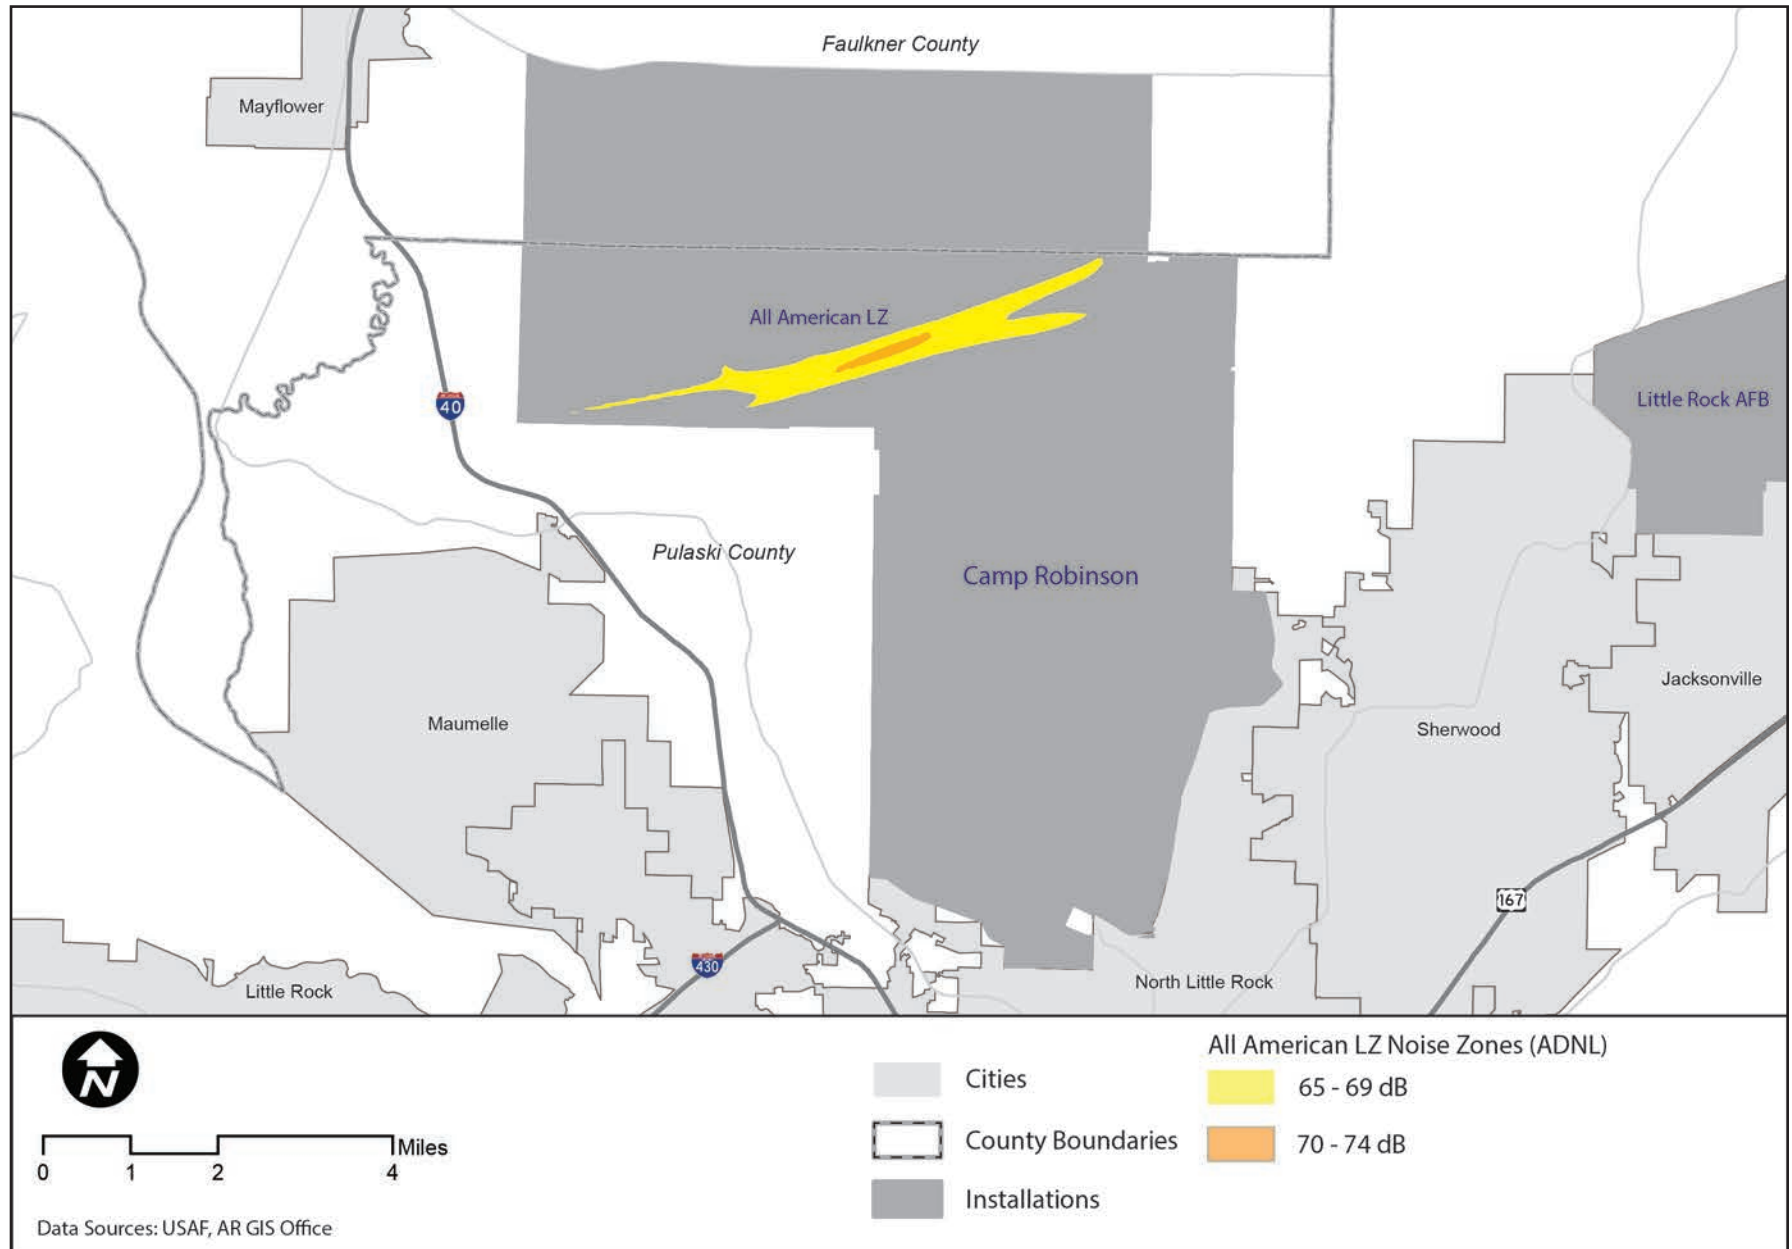 Faulkner County
Mayflower
All American LZ
Little Rock AFB
40
Pulaski County
Camp Robinson
Jacksonville
Maumelle
Sherwood
167
430
North Little Rock
Little Rock
N
0 1 2 4 Miles
Data Sources: USAF, AR GIS Office
Cities
County Boundaries
Installations
All American LZ Noise Zones (ADNL)
65 - 69 dB
70 - 74 dB